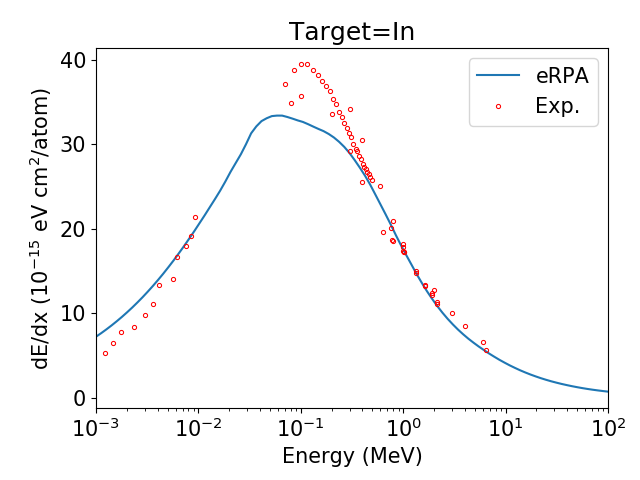 Target=In
dE/dx (10⁻¹⁵ eV cm²/atom)
40
30
20
10
0
eRPA
Exp.
10⁻³
10⁻²
10⁻¹
10⁰
10¹
10²
Energy (MeV)